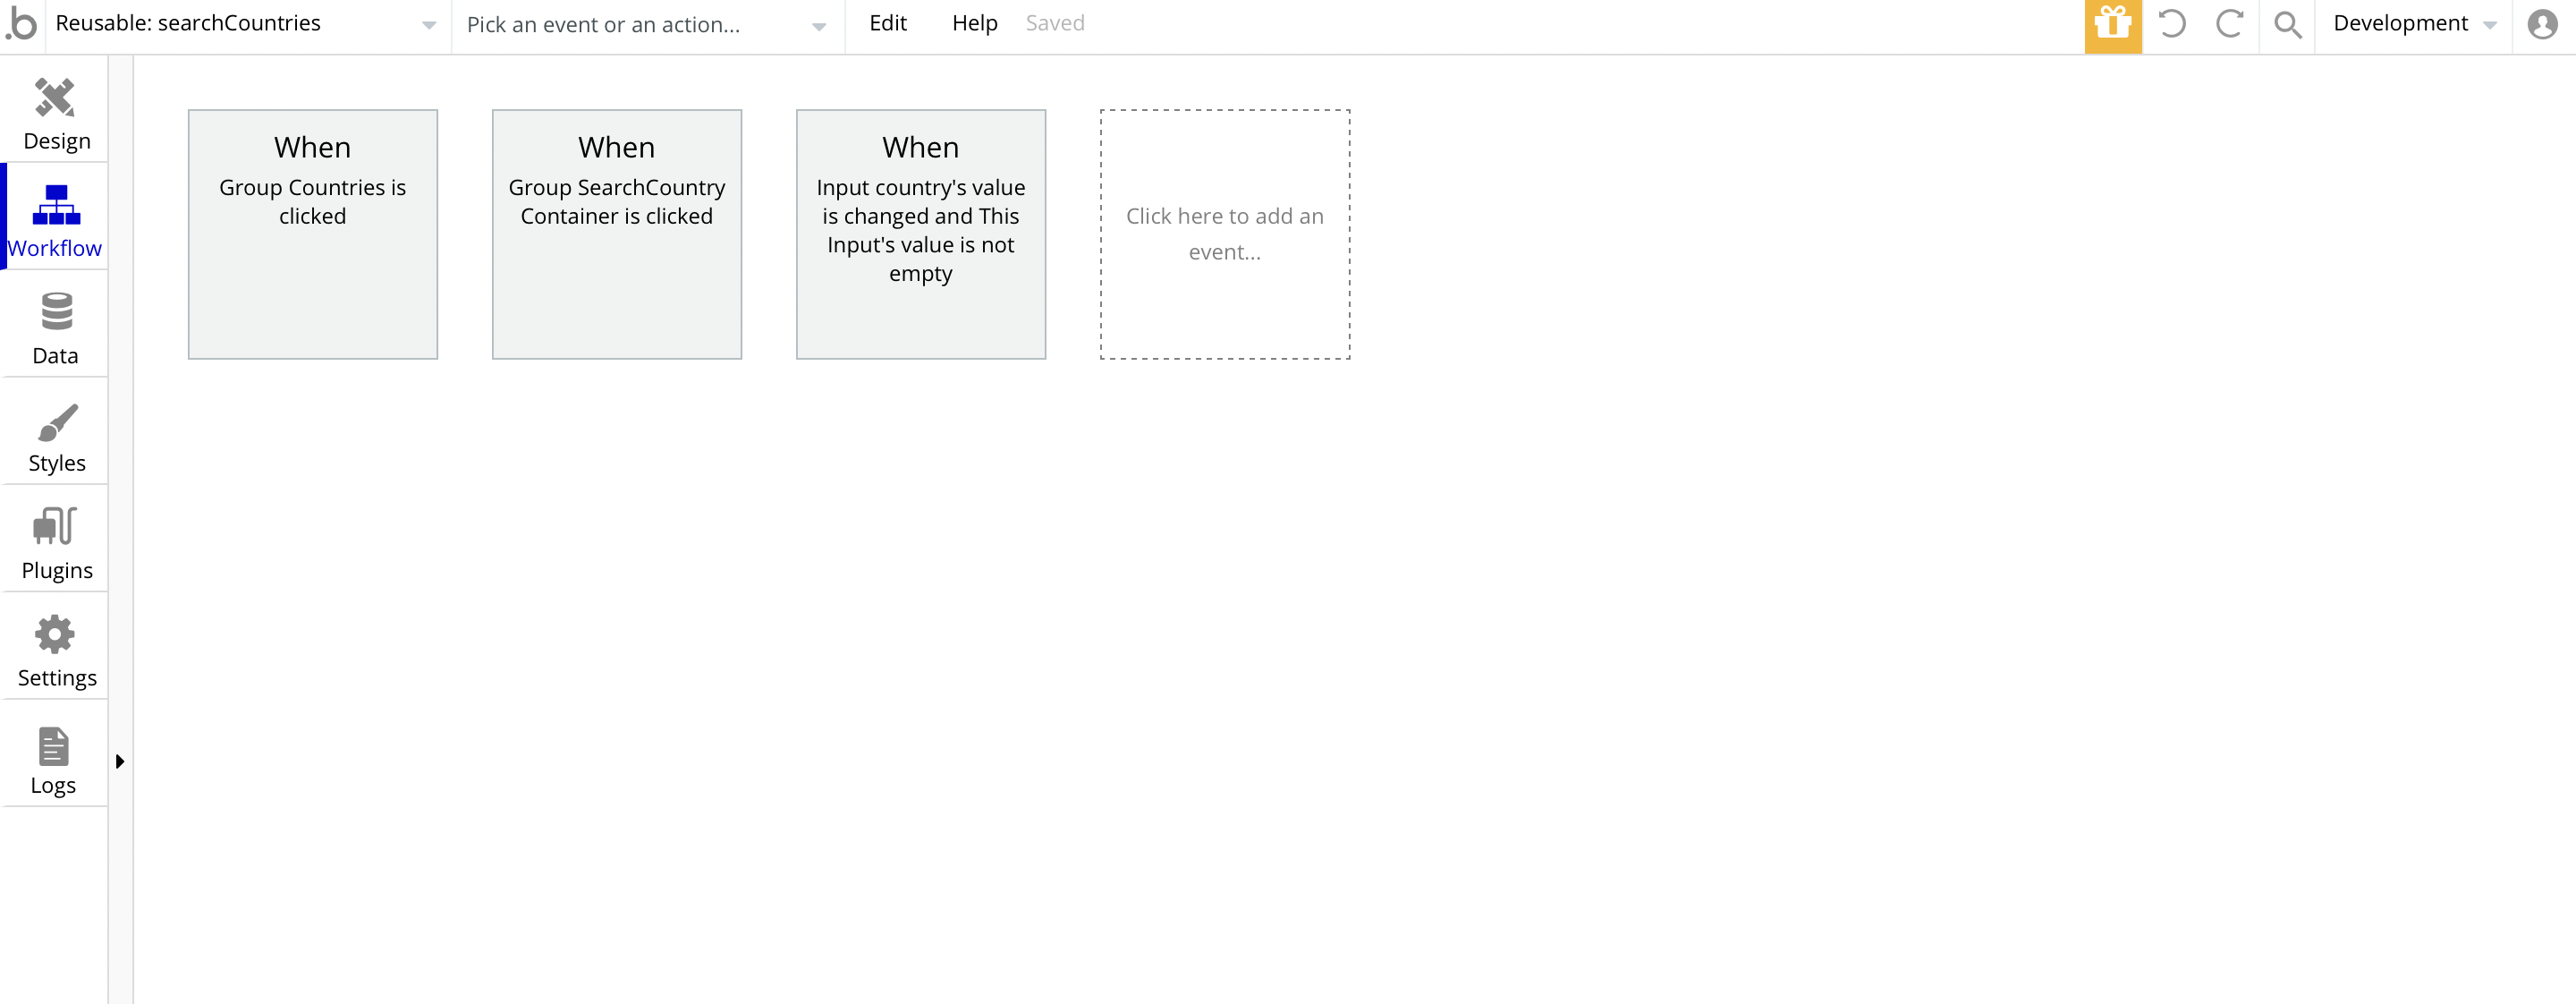 .b
Reusable: searchCountries
Pick an event or an action...
Edit
Help
Saved
Development
Design
Workflow
Data
Styles
Plugins
Settings
Logs
When
Group Countries is
clicked
When
Group SearchCountry
Container is clicked
When
Input country's value
is changed and This
Input's value is not
empty
Click here to add an
event...